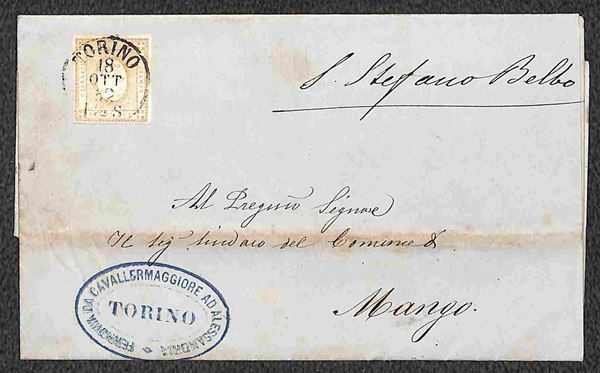 TORINO
18
OTT
S. Stefano Belbo
Al Pregmo Signore
Il sig Sindaco del Comune di
Mango.
FERROVIA DA CAVALLERMAGGIORE AD ALESSANDRIA
TORINO